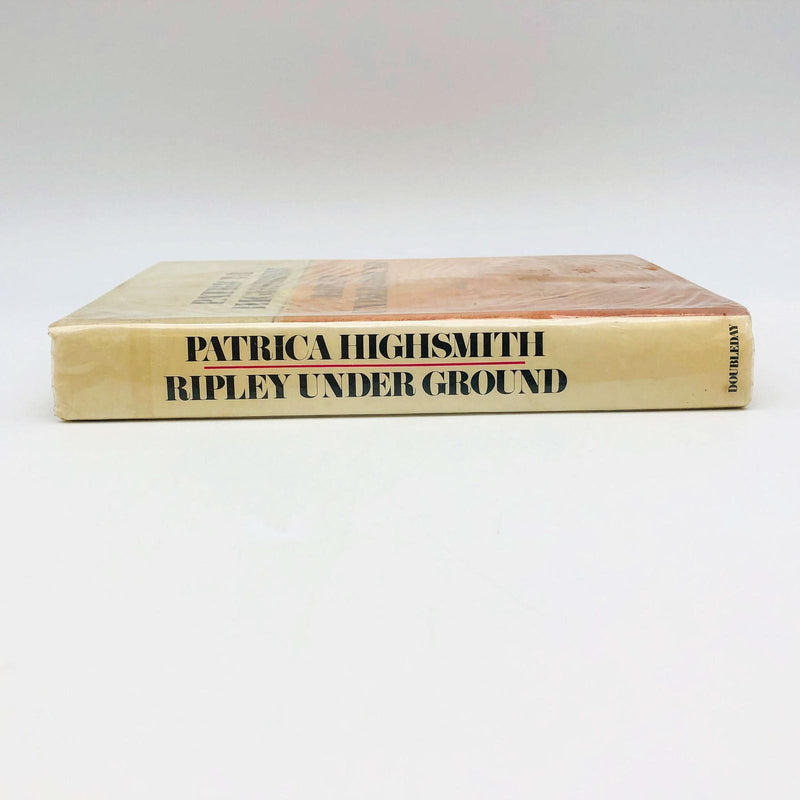 PATRICA HIGHSMITH
RIPLEY UNDER GROUND
DOUBLEDAY